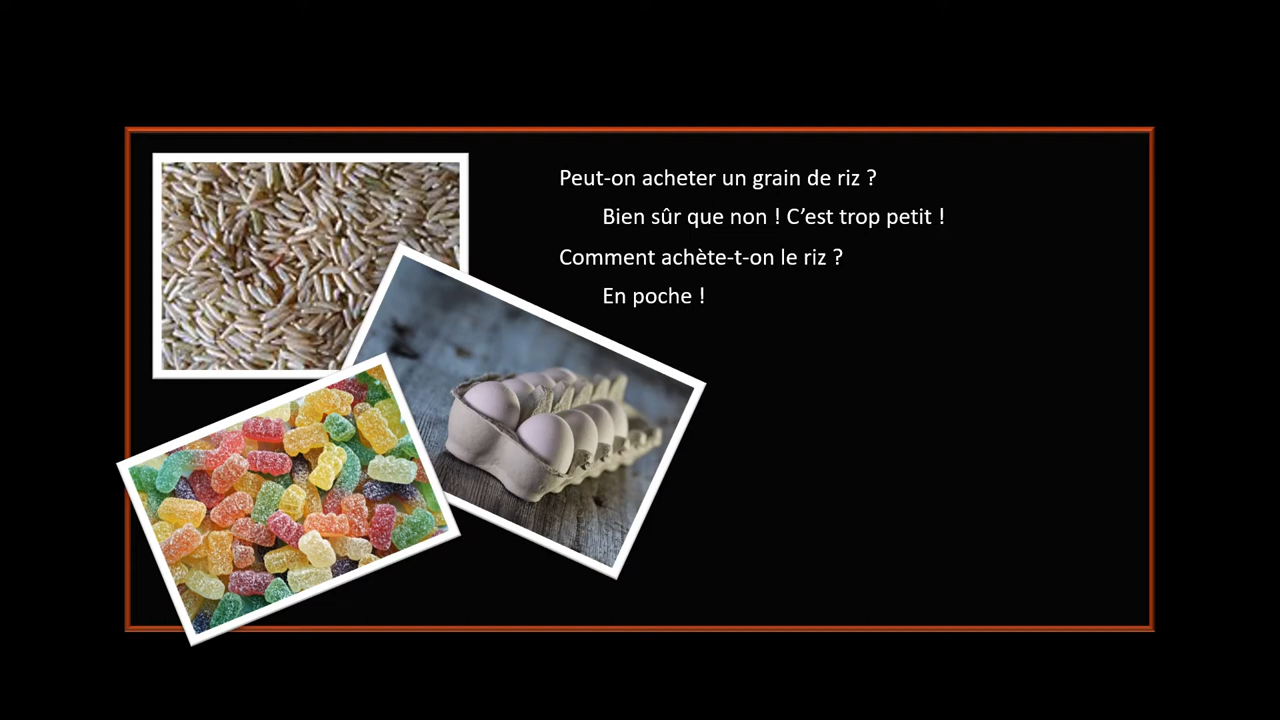 Peut-on acheter un grain de riz ?
Bien sûr que non ! C’est trop petit !
Comment achète-t-on le riz ?
En poche !